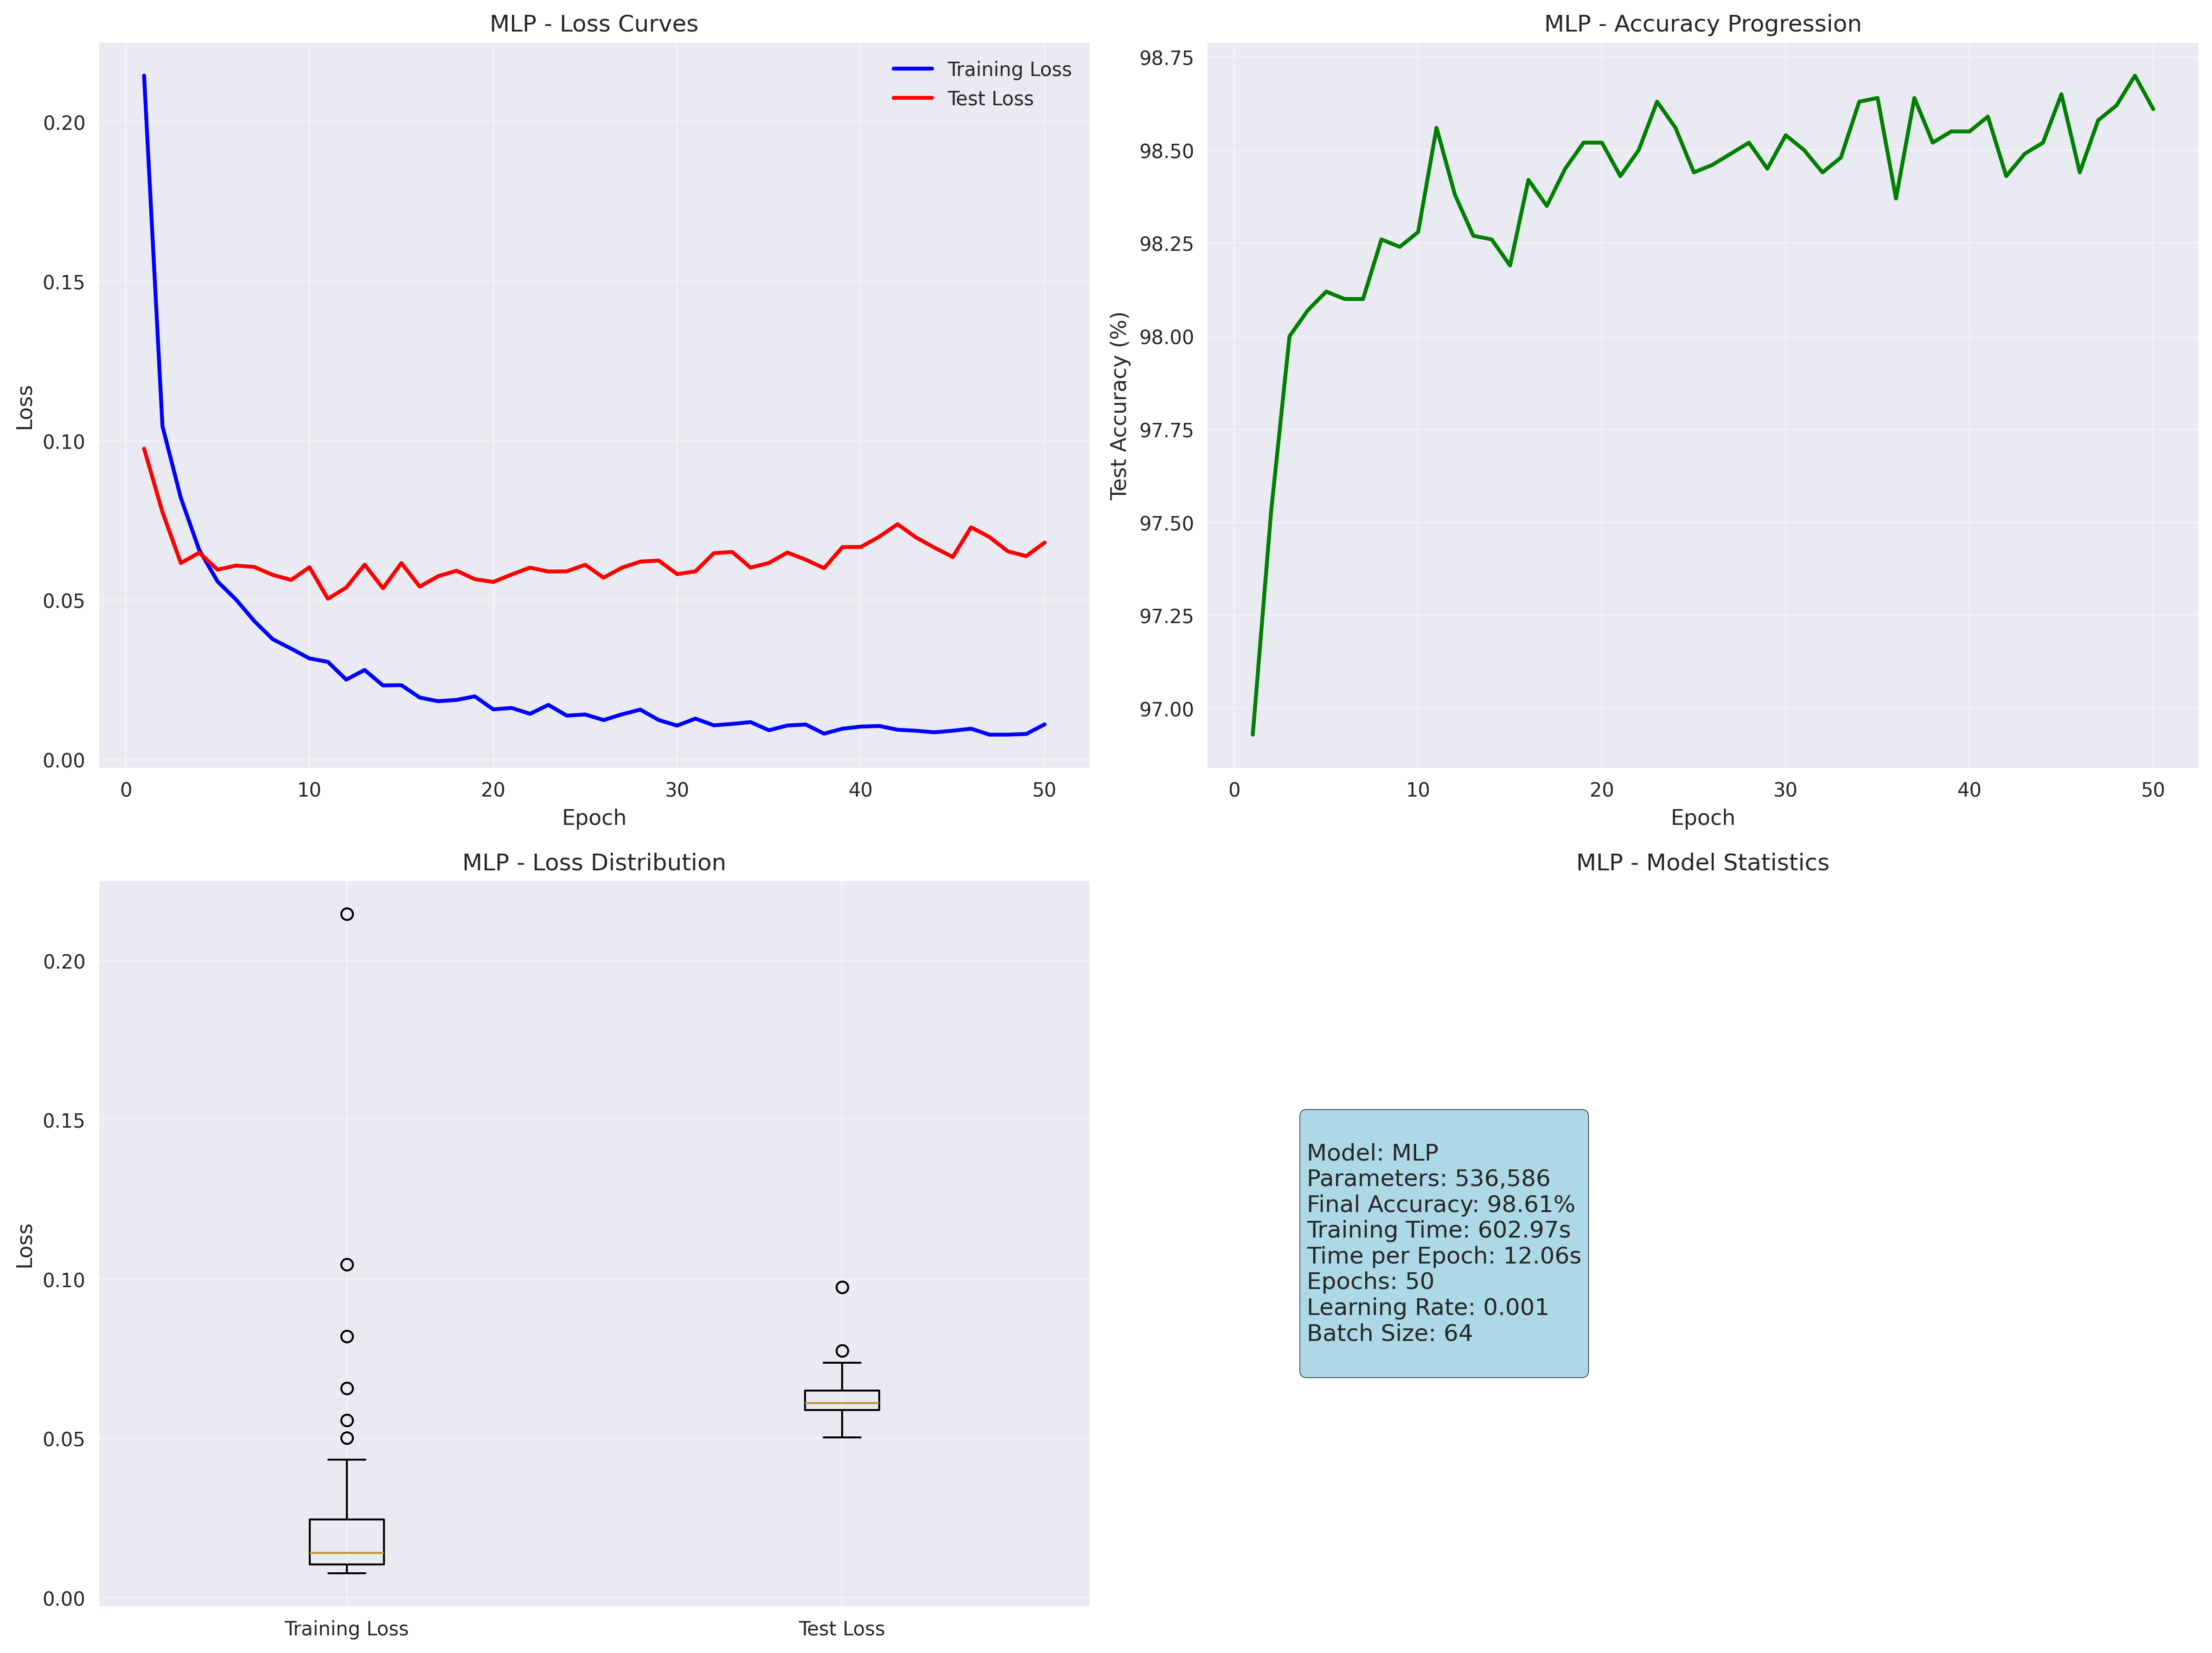 MLP - Loss Curves
Training Loss
Test Loss
0.20
0.15
0.10
0.05
0.00
Loss
0 10 20 30 40 50
Epoch
MLP - Accuracy Progression
98.75
98.50
98.25
98.00
97.75
97.50
97.25
97.00
Test Accuracy (%)
0 10 20 30 40 50
Epoch
MLP - Loss Distribution
0.20
0.15
0.10
0.05
0.00
Loss
Training Loss Test Loss
MLP - Model Statistics
Model: MLP
Parameters: 536,586
Final Accuracy: 98.61%
Training Time: 602.97s
Time per Epoch: 12.06s
Epochs: 50
Learning Rate: 0.001
Batch Size: 64